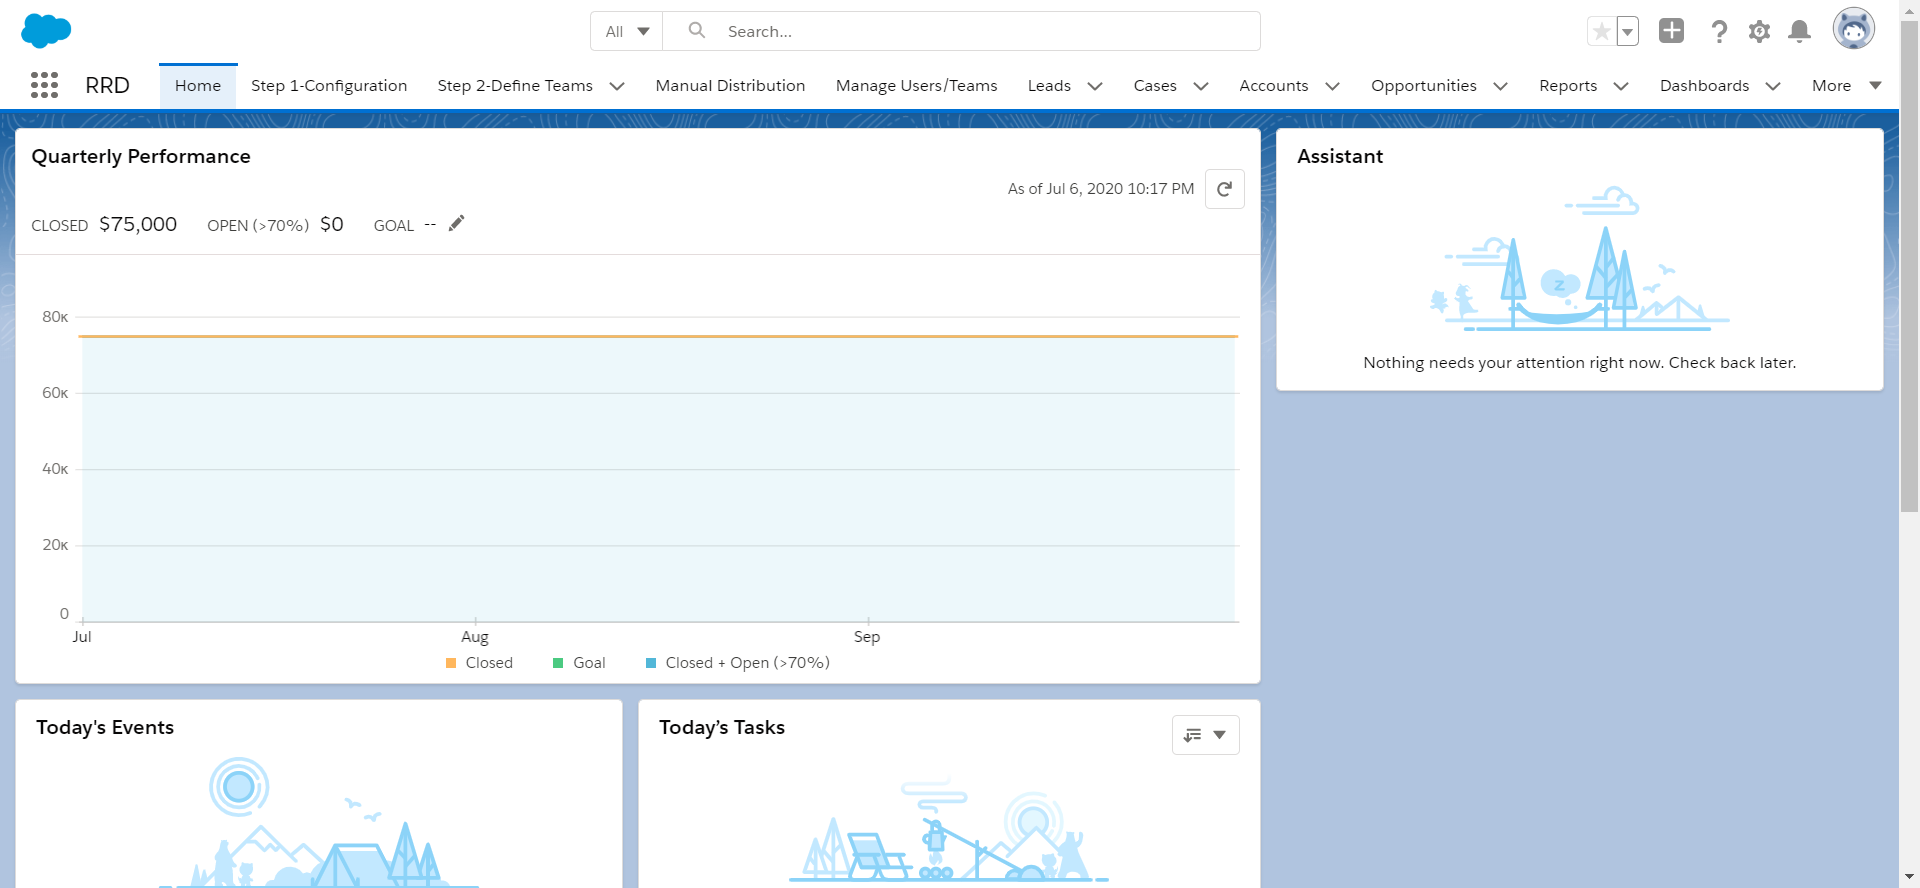 All
Search...
RRD
Home
Step 1-Configuration
Step 2-Define Teams
Manual Distribution
Manage Users/Teams
Leads
Cases
Accounts
Opportunities
Reports
Dashboards
More
Quarterly Performance
As of Jul 6, 2020 10:17 PM
CLOSED $75,000 OPEN (>70%) $0 GOAL --
80K
60K
40K
20K
0
Jul
Aug
Sep
Closed
Goal
Closed + Open (>70%)
Assistant
z
Nothing needs your attention right now. Check back later.
Today's Events
Today’s Tasks